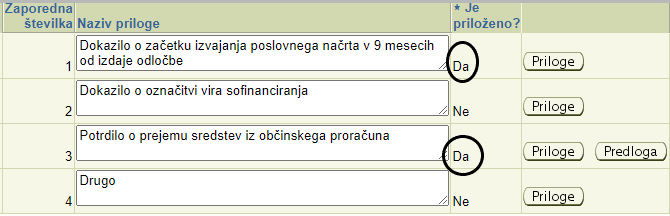 Zaporedna številka Naziv priloge * Je priloženo?
1 Dokazilo o začetku izvajanja poslovnega načrta v 9 mesecih
od izdaje odločbe Da Priloge
2 Dokazilo o označitvi vira sofinanciranja Ne Priloge
3 Potrdilo o prejemu sredstev iz občinskega proračuna Da Priloge Predloga
4 Drugo Ne Priloge